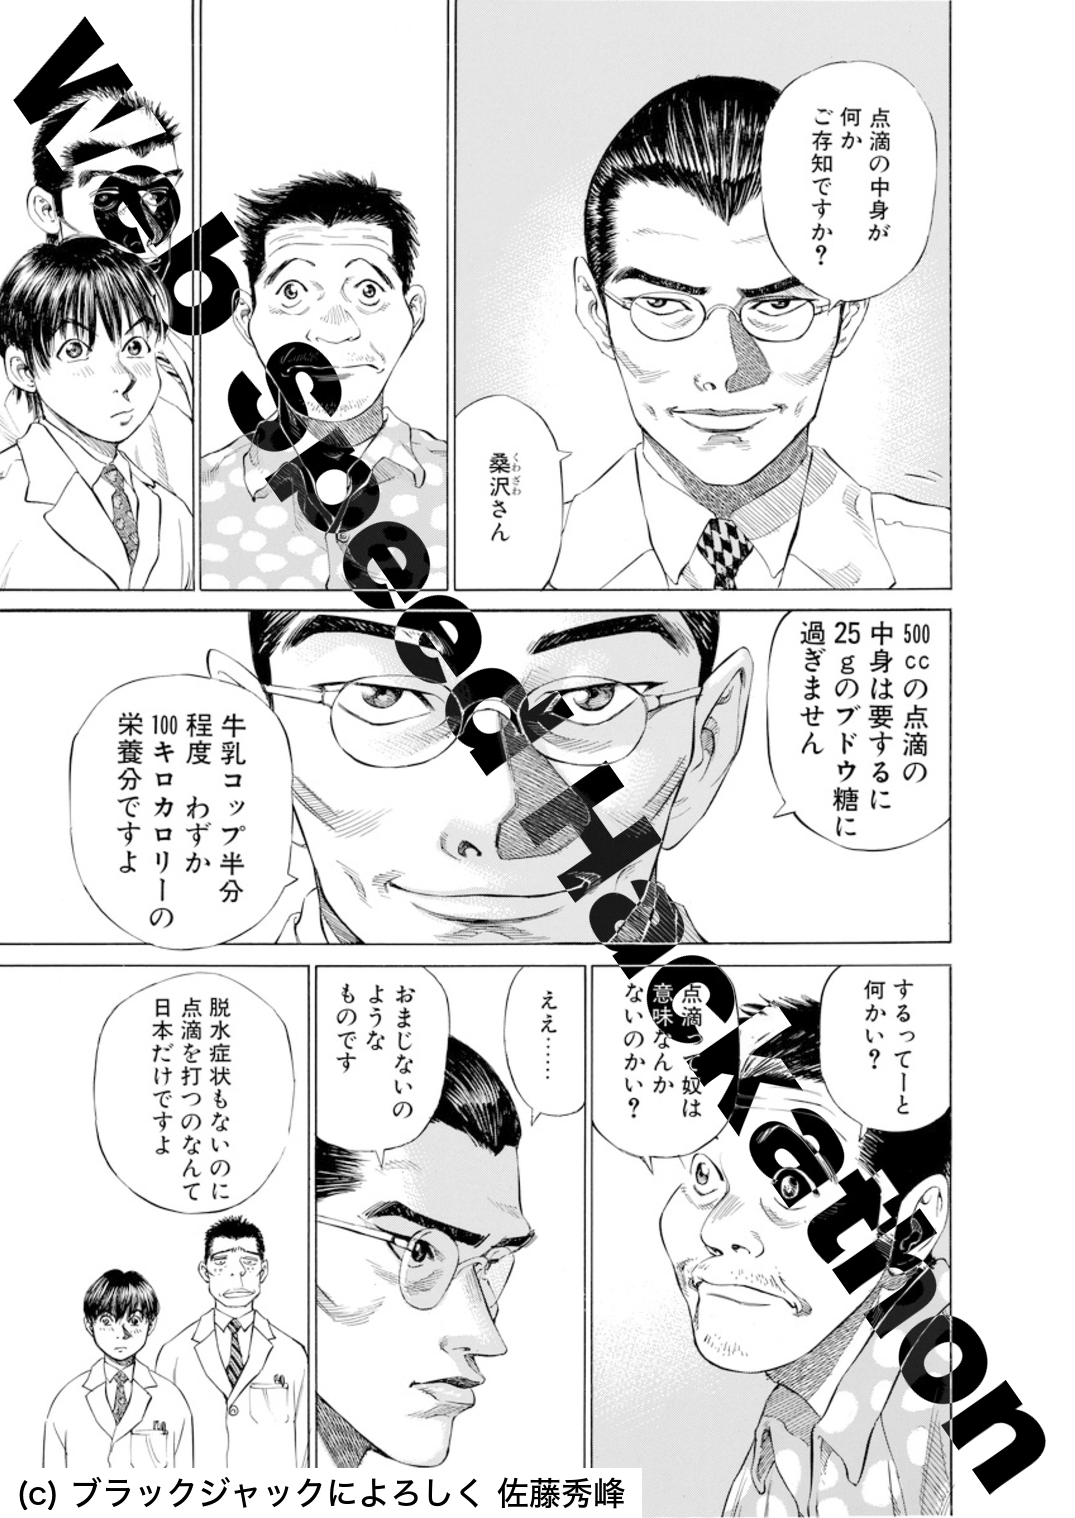 桑沢さん
くわざわ
点滴の中身が
何か
ご存知ですか？
500ccの点滴の
中身は要するに
25gのブドウ糖に
過ぎません
牛乳コップ半分
程度　わずか
100キロカロリーの
栄養分ですよ
するってーと
何かい？
点滴って奴は
意味なんか
ないのかい？
ええ……
おまじないの
ような
ものです
脱水症状もないのに
点滴を打つのなんて
日本だけですよ
Web Site Expert Hackathon
(c) ブラックジャックによろしく 佐藤秀峰